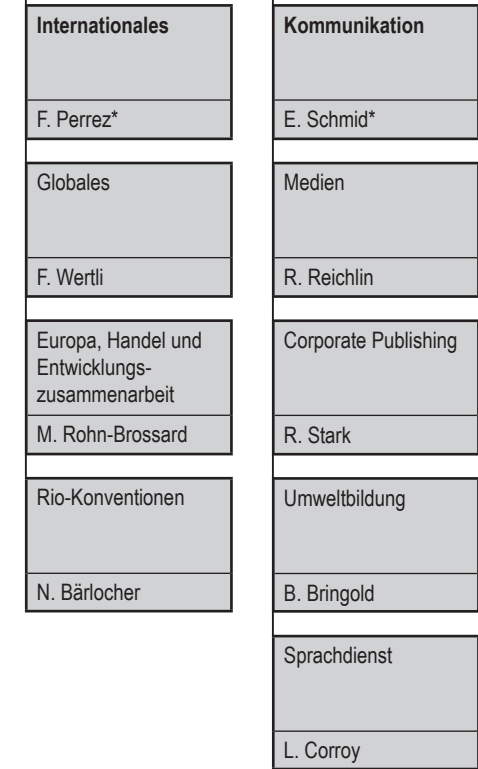 Internationales
F. Perrez*
Globales
F. Wertli
Europa, Handel und
Entwicklungs-
zusammenarbeit
M. Rohn-Brossard
Rio-Konventionen
N. Bärlocher
Kommunikation
E. Schmid*
Medien
R. Reichlin
Corporate Publishing
R. Stark
Umweltbildung
B. Bringold
Sprachdienst
L. Corroy